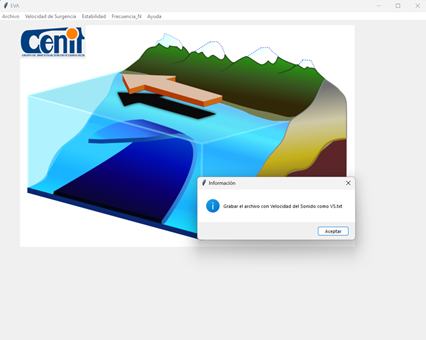 EVA
Archivo Velocidad de Surgencia Estabilidad Frecuencia_N Ayuda
Cenit
Información
Grabar el archivo con Velocidad del Sonido como VS.txt
Aceptar